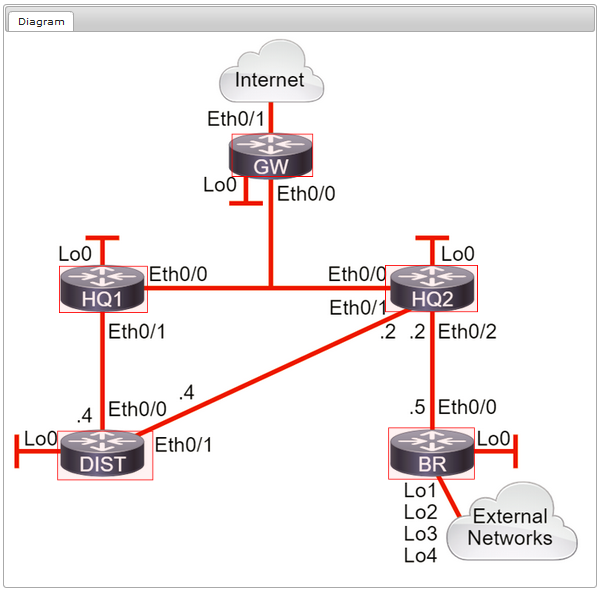 Diagram
Internet
Eth0/1
GW
Lo0
Eth0/0
Lo0
Lo0
Eth0/0
Eth0/0
HQ1
HQ2
Eth0/1
Eth0/1
.2
.2
Eth0/2
.4
.4
Eth0/0
.5
Eth0/0
Lo0
Eth0/1
Lo0
DIST
BR
Lo1
Lo2
Lo3
Lo4
External
Networks